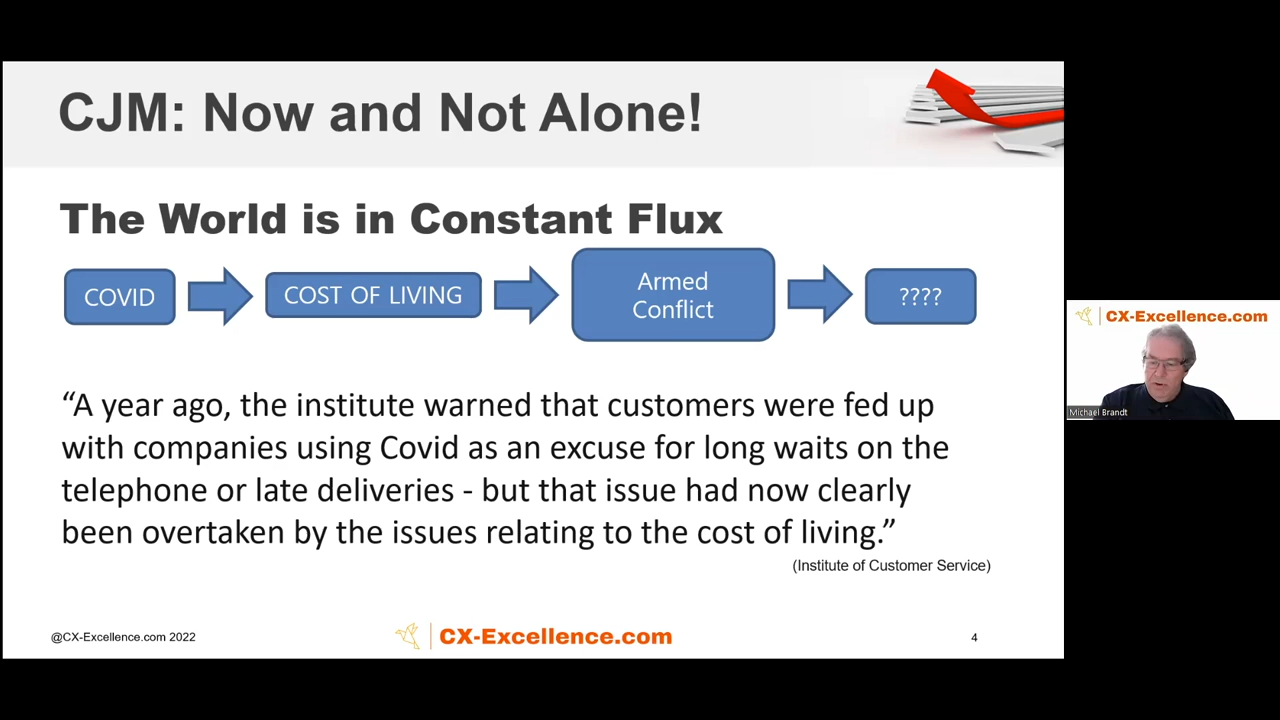 CJM: Now and Not Alone!
The World is in Constant Flux
COVID
COST OF LIVING
Armed
Conflict
????
“A year ago, the institute warned that customers were fed up
with companies using Covid as an excuse for long waits on the
telephone or late deliveries - but that issue had now clearly
been overtaken by the issues relating to the cost of living.”
(Institute of Customer Service)
@CX-Excellence.com 2022
CX-Excellence.com
4
CX-Excellence.com
Michael Brandt